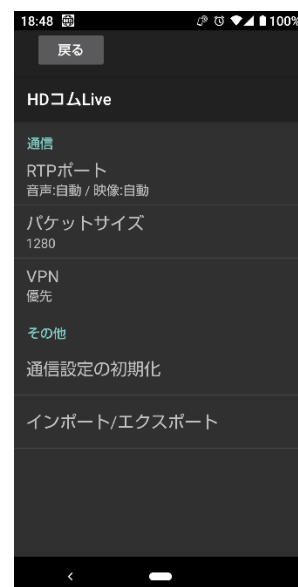 18:48 100%
戻る
HDコムLive
通信
RTPポート
音声:自動 / 映像:自動
パケットサイズ
1280
VPN
優先
その他
通信設定の初期化
インポート/エクスポート